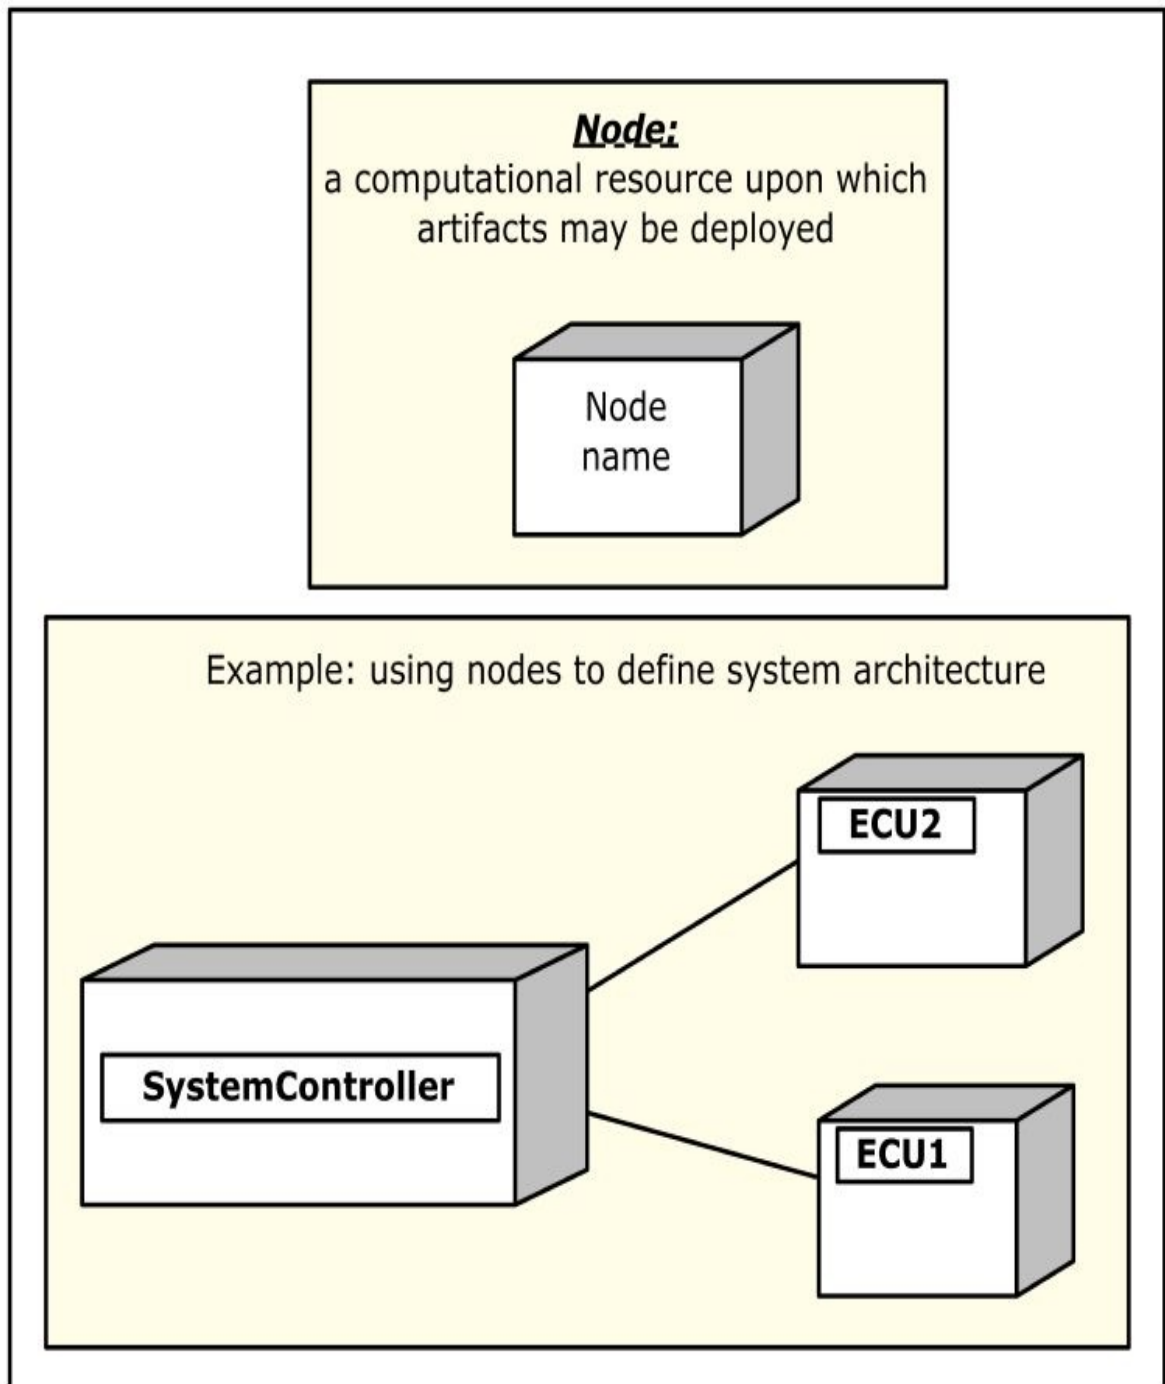 Node:
a computational resource upon which
artifacts may be deployed
Node
name
Example: using nodes to define system architecture
ECU2
SystemController
ECU1